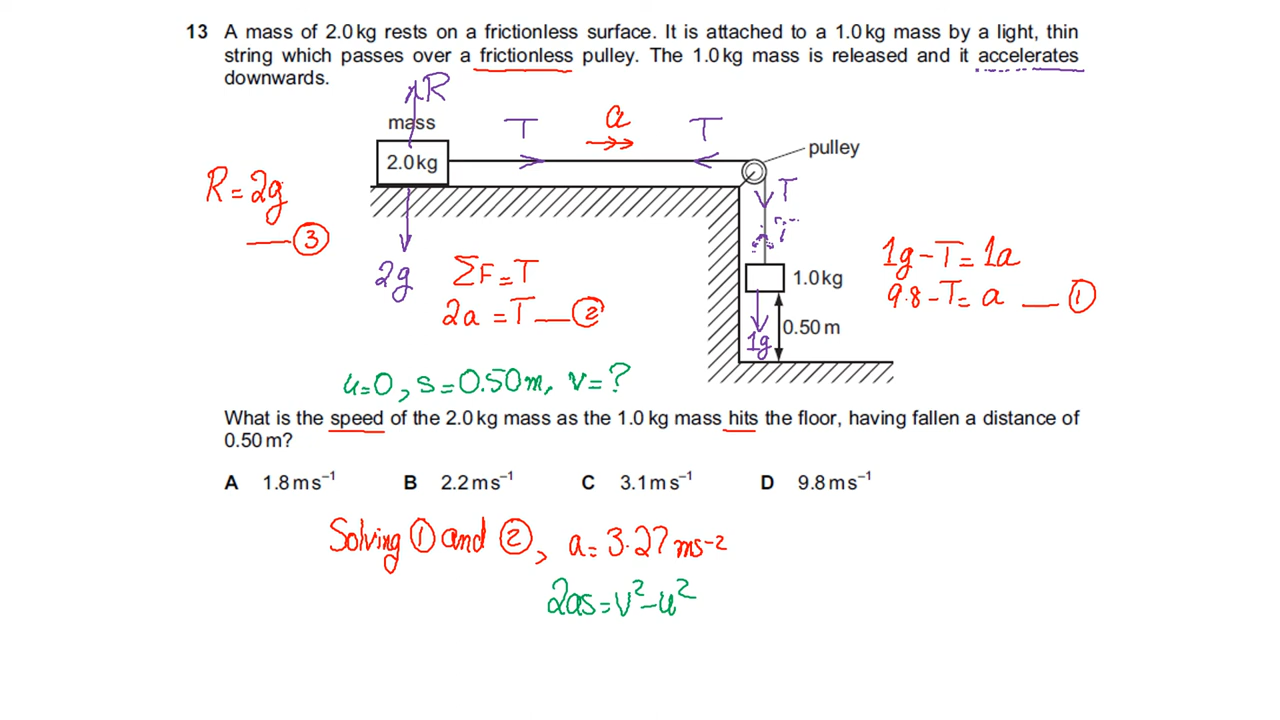 13 A mass of 2.0 kg rests on a frictionless surface. It is attached to a 1.0 kg mass by a light, thin
string which passes over a frictionless pulley. The 1.0 kg mass is released and it accelerates
downwards.
R
mass
T
a
T
pulley
2.0 kg
R = 2g
— ③
T
T
2g
ΣF = T
2a = T — ②
1.0 kg
1g – T = 1a
9.8 – T = a — ①
0.50 m
1g
u=0, s=0.50m, v=?
What is the speed of the 2.0 kg mass as the 1.0 kg mass hits the floor, having fallen a distance of
0.50 m?
A 1.8 m s⁻¹ B 2.2 m s⁻¹ C 3.1 m s⁻¹ D 9.8 m s⁻¹
Solving ① and ②, a = 3.27 ms-2
2as = v² – u²